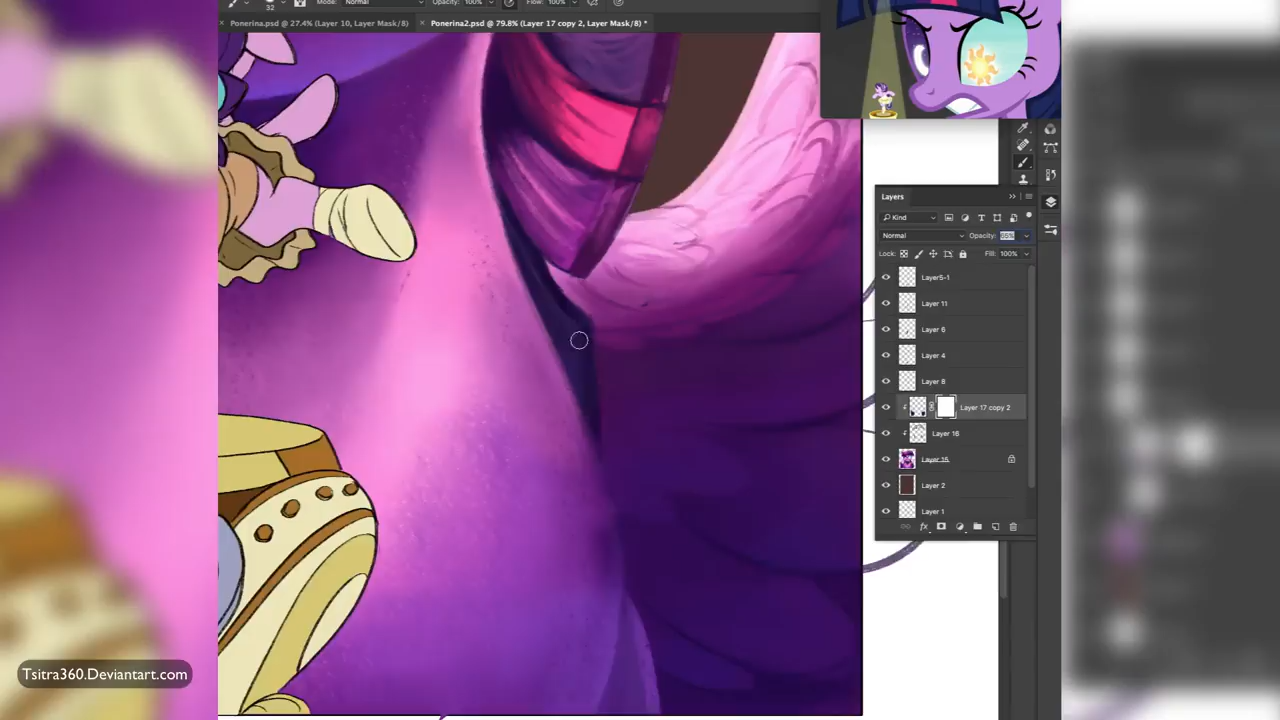 32 Mode: Normal Opacity: 100% Flow: 100%
× Ponerina.psd @ 27.4% (Layer 10, Layer Mask/8) × Ponerina2.psd @ 79.8% (Layer 17 copy 2, Layer Mask/8) *
Layers
Kind
Normal Opacity: 65%
Lock: Fill: 100%
Layer5-1
Layer 11
Layer 6
Layer 4
Layer 8
Layer 17 copy 2
Layer 16
Layer 15
Layer 2
Layer 1
fx
Tsitra360.Deviantart.com